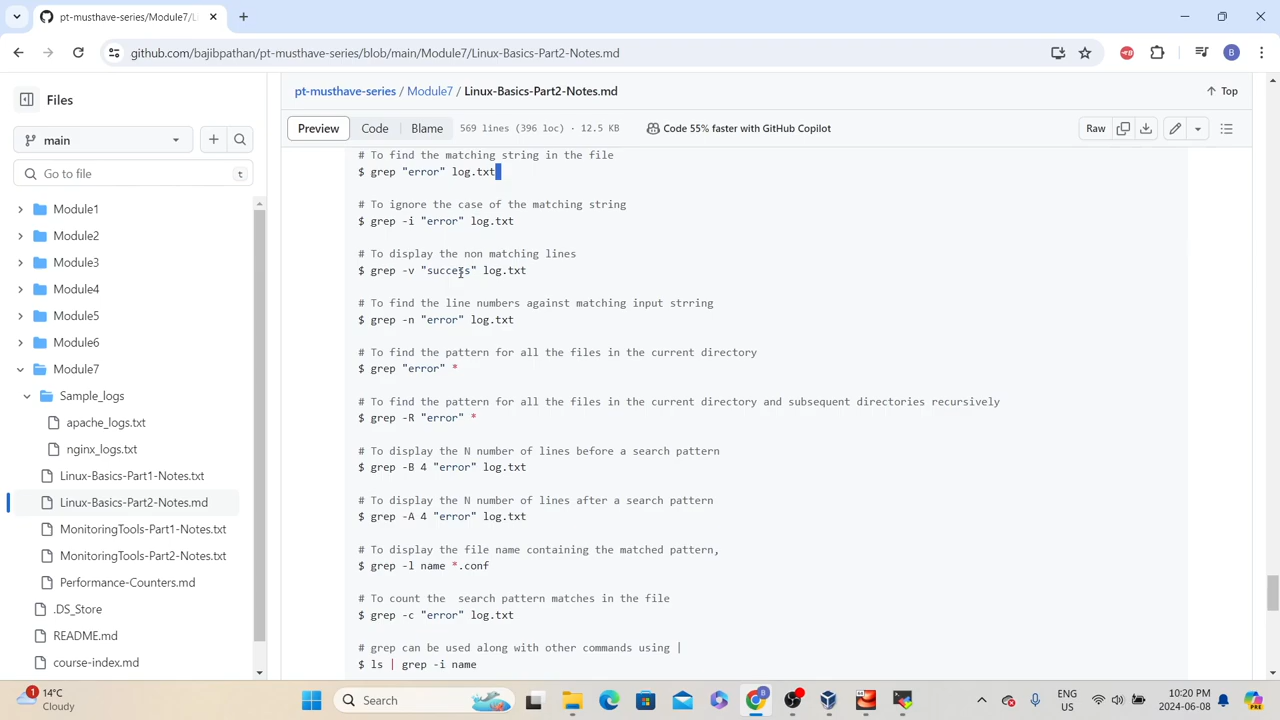 pt-musthave-series/Module7/Lin
github.com/bajibpathan/pt-musthave-series/blob/main/Module7/Linux-Basics-Part2-Notes.md
B
Files
main
Go to file
t
Module1
Module2
Module3
Module4
Module5
Module6
Module7
Sample_logs
apache_logs.txt
nginx_logs.txt
Linux-Basics-Part1-Notes.txt
Linux-Basics-Part2-Notes.md
MonitoringTools-Part1-Notes.txt
MonitoringTools-Part2-Notes.txt
Performance-Counters.md
.DS_Store
README.md
course-index.md
pt-musthave-series / Module7 / Linux-Basics-Part2-Notes.md
Top
Preview Code Blame 569 lines (396 loc) · 12.5 KB Code 55% faster with GitHub Copilot
Raw
# To find the matching string in the file
$ grep "error" log.txt
# To ignore the case of the matching string
$ grep -i "error" log.txt
# To display the non matching lines
$ grep -v "success" log.txt
# To find the line numbers against matching input strring
$ grep -n "error" log.txt
# To find the pattern for all the files in the current directory
$ grep "error" *
# To find the pattern for all the files in the current directory and subsequent directories recursively
$ grep -R "error" *
# To display the N number of lines before a search pattern
$ grep -B 4 "error" log.txt
# To display the N number of lines after a search pattern
$ grep -A 4 "error" log.txt
# To display the file name containing the matched pattern,
$ grep -l name *.conf
# To count the  search pattern matches in the file
$ grep -c "error" log.txt
# grep can be used along with other commands using |
$ ls | grep -i name
1
14°C
Cloudy
Search
ENG
CA
10:20 PM
2024-06-08
PRE